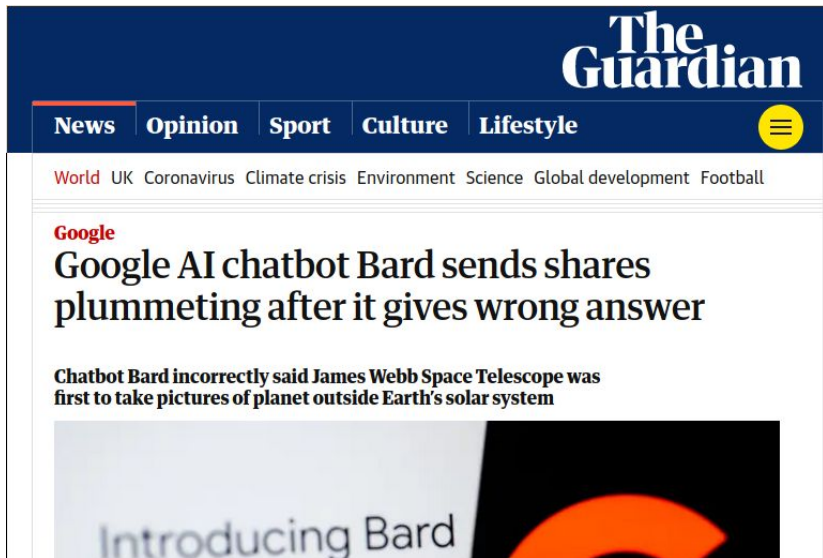 The
Guardian
News Opinion Sport Culture Lifestyle
World UK Coronavirus Climate crisis Environment Science Global development Football
Google
Google AI chatbot Bard sends shares
plummeting after it gives wrong answer
Chatbot Bard incorrectly said James Webb Space Telescope was
first to take pictures of planet outside Earth's solar system
Introducing Bard